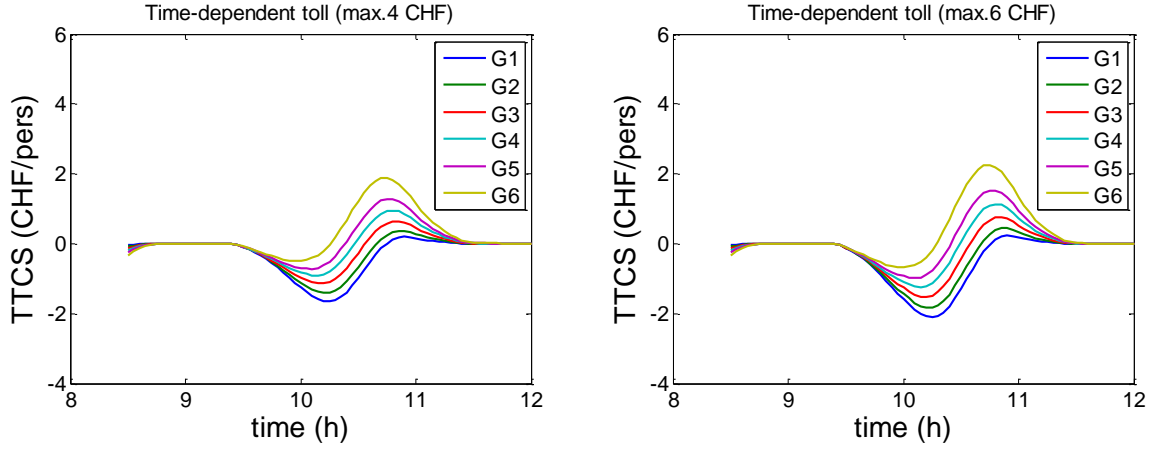 Time-dependent toll (max.4 CHF)
TTCS (CHF/pers)
6
4
2
0
-2
-4
8
9
10
11
12
time (h)
G1
G2
G3
G4
G5
G6
Time-dependent toll (max.6 CHF)
TTCS (CHF/pers)
6
4
2
0
-2
-4
8
9
10
11
12
time (h)
G1
G2
G3
G4
G5
G6